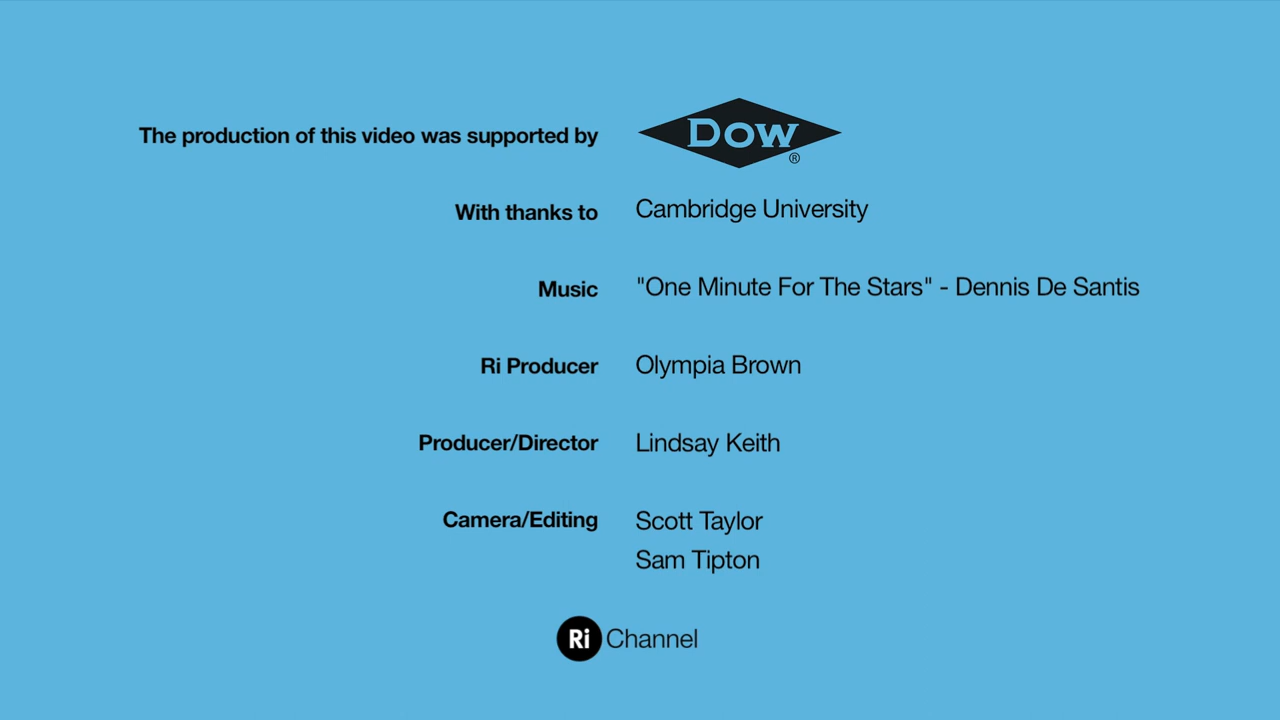 The production of this video was supported by DOW ®
With thanks to Cambridge University
Music "One Minute For The Stars" - Dennis De Santis
Ri Producer Olympia Brown
Producer/Director Lindsay Keith
Camera/Editing Scott Taylor
Sam Tipton
Ri Channel